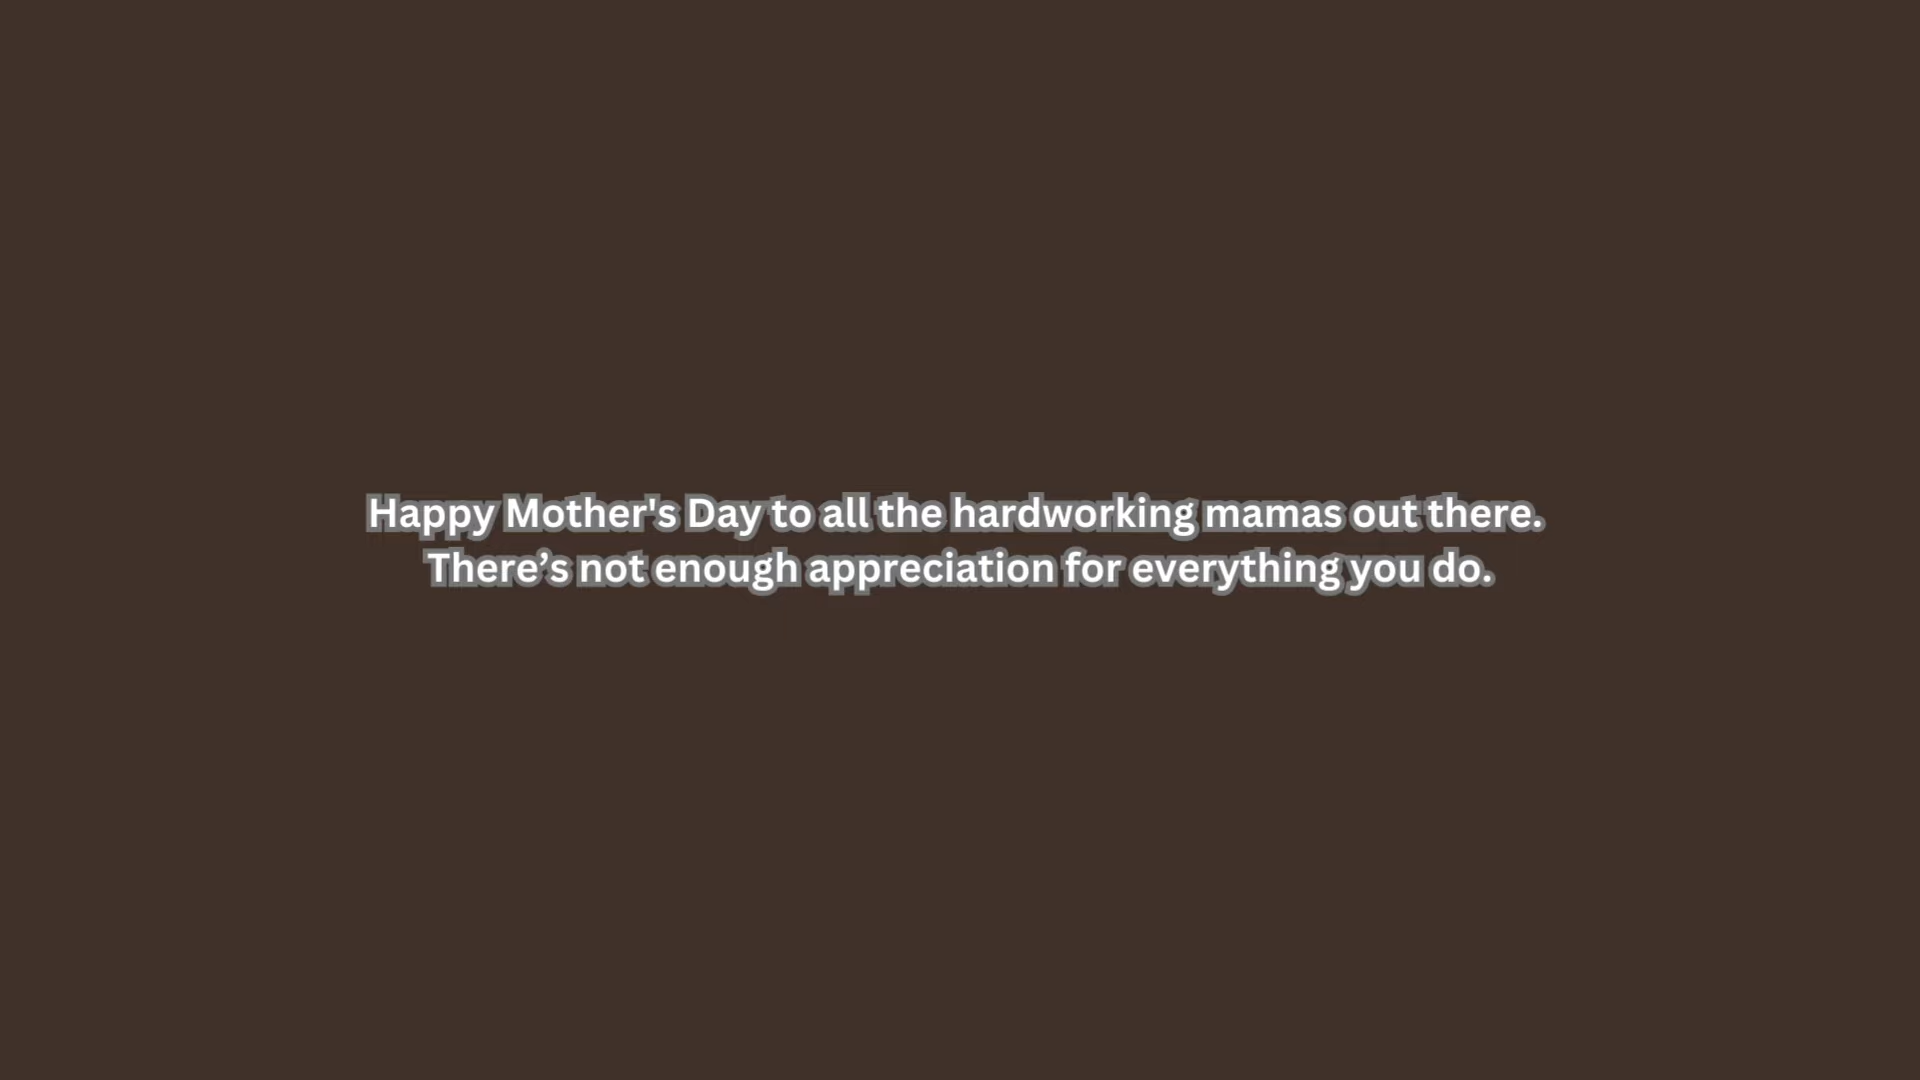 Happy Mother's Day to all the hardworking mamas out there.
There’s not enough appreciation for everything you do.